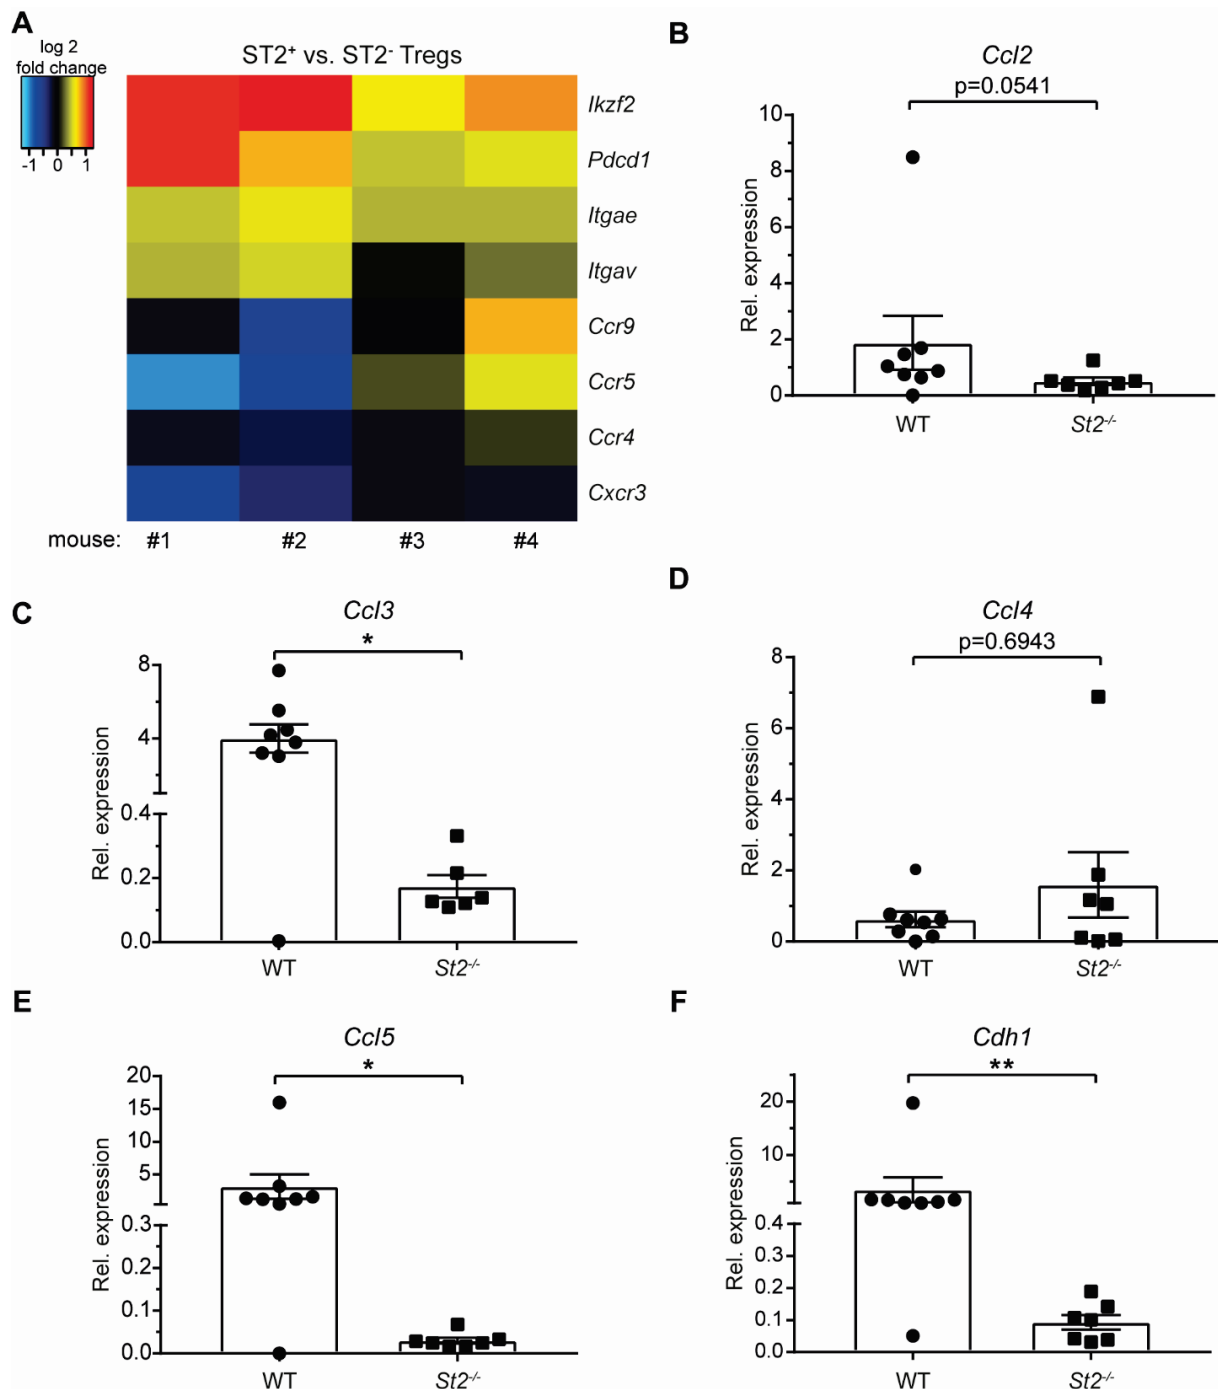 A
log 2
fold change
-1 0 1
ST2⁺ vs. ST2⁻ Tregs
Ikzf2
Pdcd1
Itgae
Itgav
Ccr9
Ccr5
Ccr4
Cxcr3
mouse: #1 #2 #3 #4
B
Ccl2
p=0.0541
Rel. expression
10
8
6
4
2
0
WT St2⁻/⁻
C
Ccl3
*
Rel. expression
8
4
0.4
0.2
0.0
WT St2⁻/⁻
D
Ccl4
p=0.6943
Rel. expression
8
6
4
2
0
WT St2⁻/⁻
E
Ccl5
*
Rel. expression
20
15
10
5
0.3
0.2
0.1
0.0
WT St2⁻/⁻
F
Cdh1
**
Rel. expression
20
10
0.4
0.3
0.2
0.1
0
WT St2⁻/⁻